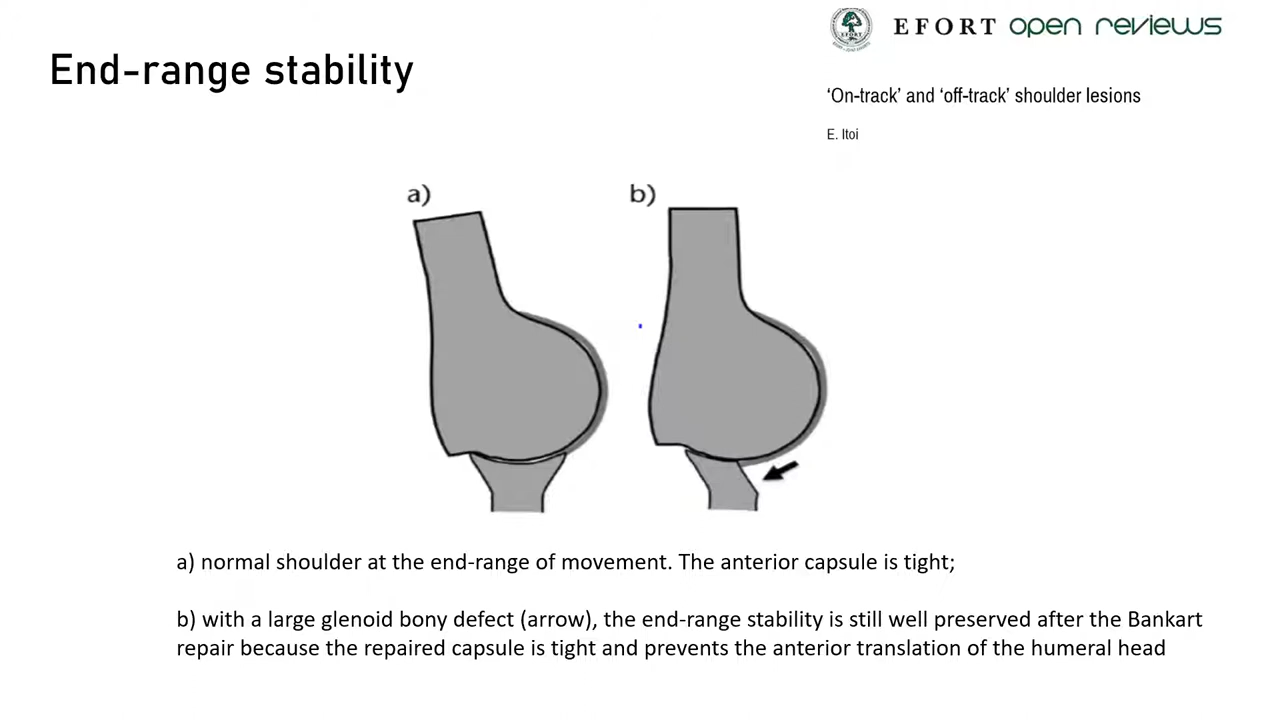 EFORT open reviews
End-range stability
‘On-track’ and ‘off-track’ shoulder lesions
E. Itoi
a)
b)
a) normal shoulder at the end-range of movement. The anterior capsule is tight;
b) with a large glenoid bony defect (arrow), the end-range stability is still well preserved after the Bankart
repair because the repaired capsule is tight and prevents the anterior translation of the humeral head